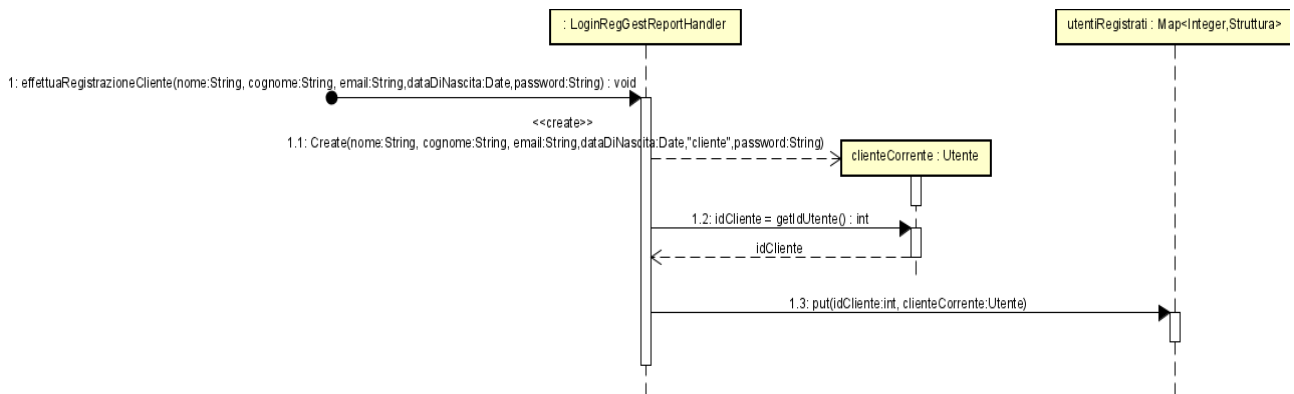 : LoginRegGestReportHandler
utentiRegistrati : Map<Integer,Struttura>
1: effettuaRegistrazioneCliente(nome:String, cognome:String, email:String,dataDiNascita:Date,password:String) : void
<<create>>
1.1: Create(nome:String, cognome:String, email:String,dataDiNascita:Date,"cliente",password:String)
clienteCorrente : Utente
1.2: idCliente = getIdUtente() : int
idCliente
1.3: put(idCliente:int, clienteCorrente:Utente)